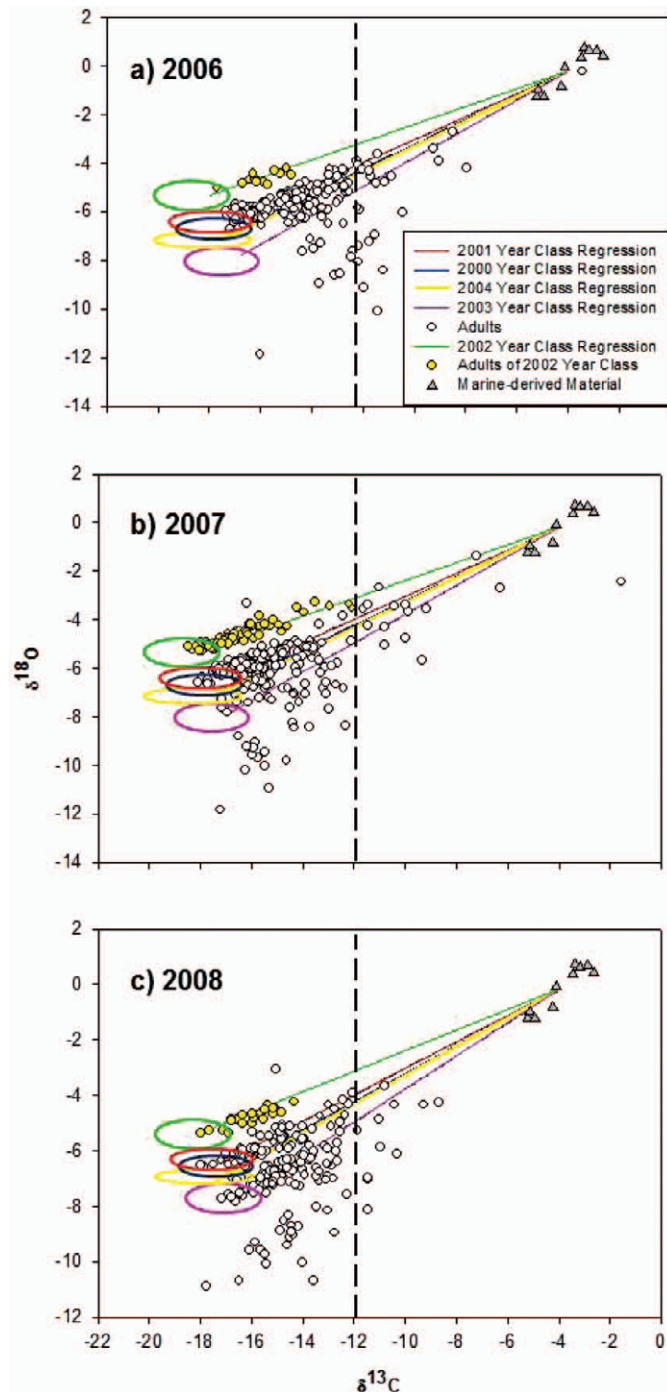 2
0
-2
-4
-6
-8
-10
-12
-14
a) 2006
2001 Year Class Regression
2000 Year Class Regression
2004 Year Class Regression
2003 Year Class Regression
Adults
2002 Year Class Regression
Adults of 2002 Year Class
Marine-derived Material
2
0
-2
-4
-6
-8
-10
-12
-14
b) 2007
δ18O
2
0
-2
-4
-6
-8
-10
-12
c) 2008
-22 -20 -18 -16 -14 -12 -10 -8 -6 -4 -2 0
δ13C